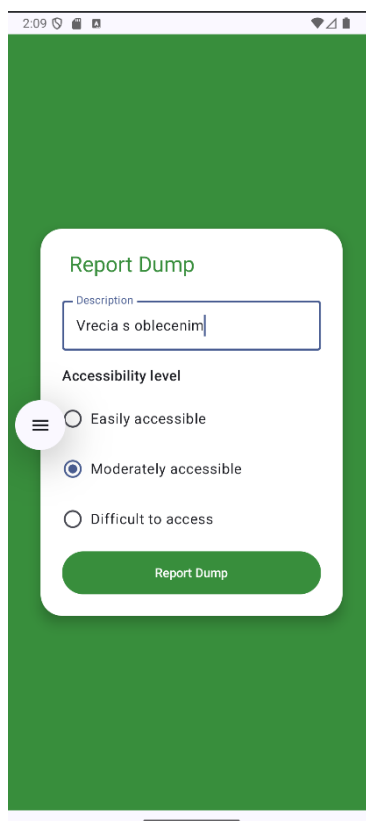 2:09
Report Dump
Description
Vrecia s oblecenim
Accessibility level
Easily accessible
Moderately accessible
Difficult to access
Report Dump